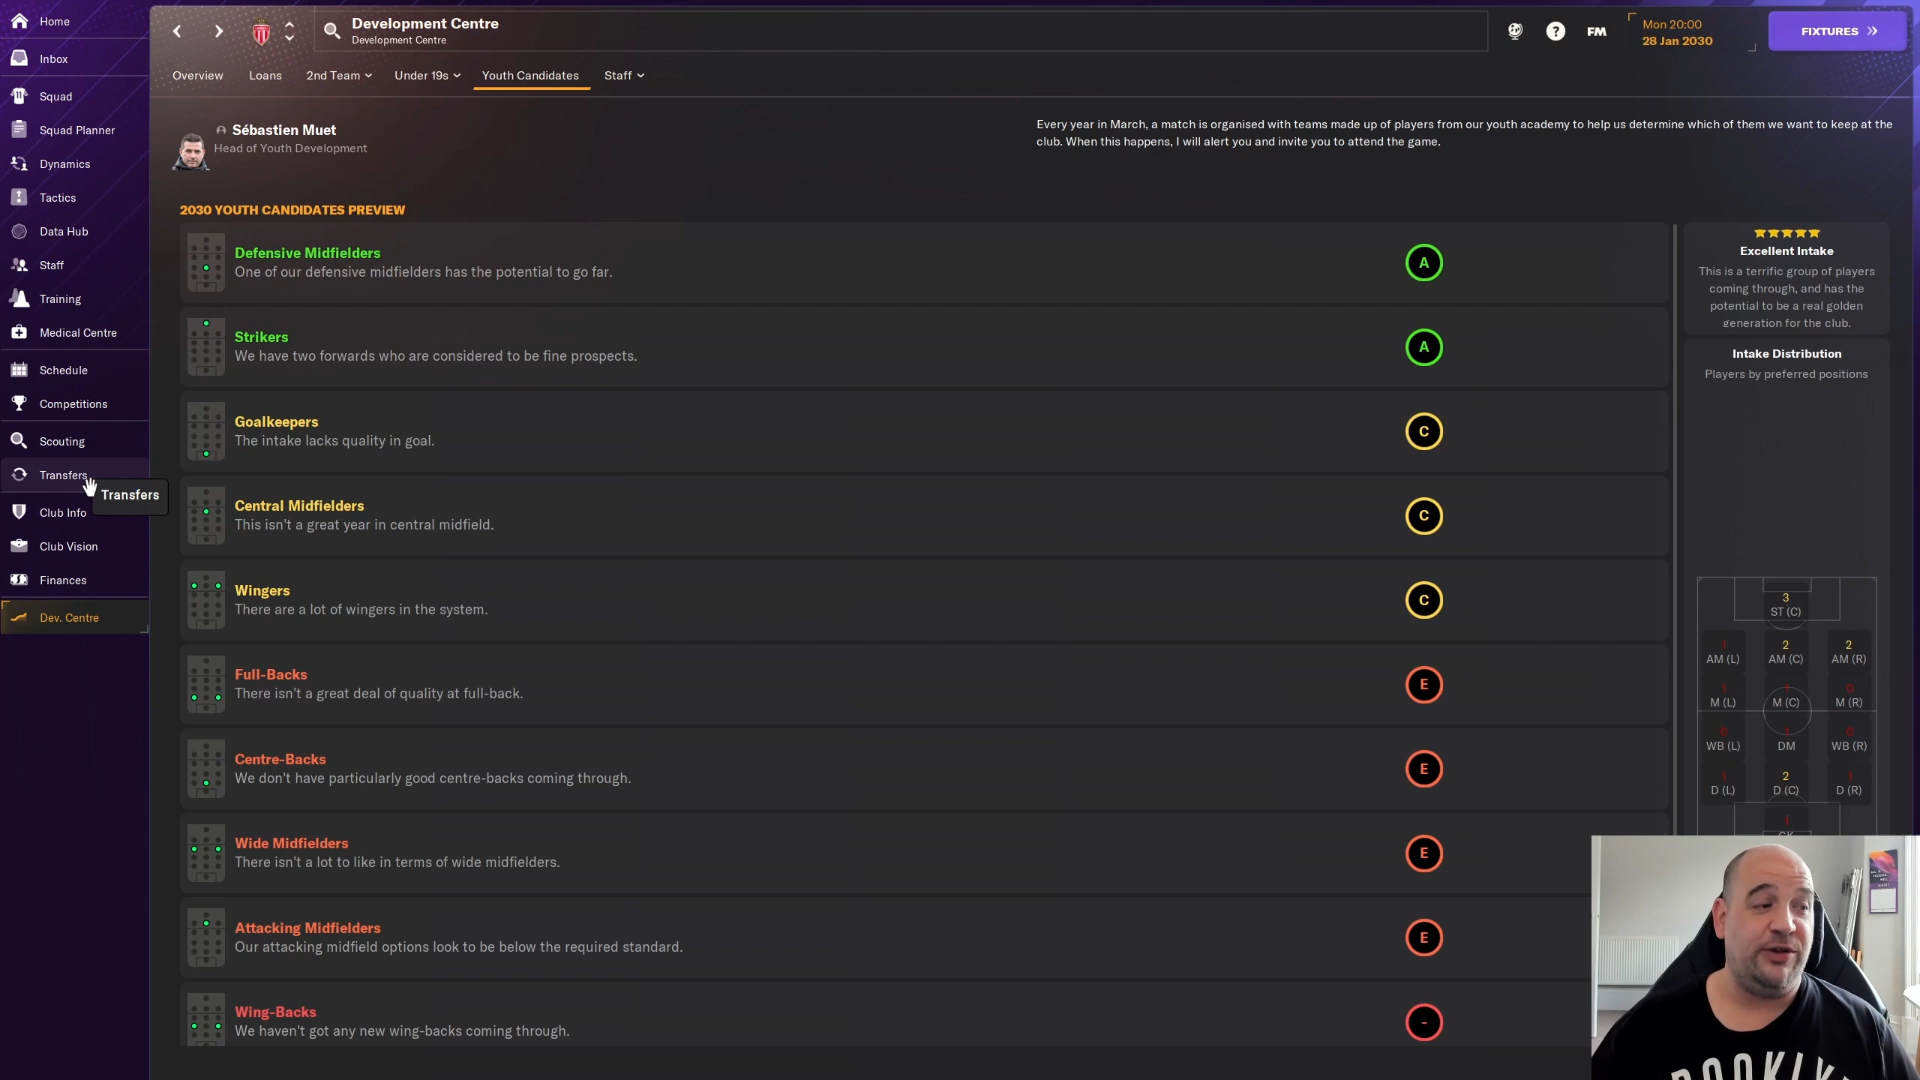 Home
Inbox
Squad
Squad Planner
Dynamics
Tactics
Data Hub
Staff
Training
Medical Centre
Schedule
Competitions
Scouting
Transfers
Transfers
Club Info
Club Vision
Finances
Dev. Centre
Development Centre
Development Centre
FM
Mon 20:00
28 Jan 2030
FIXTURES
Overview
Loans
2nd Team
Under 19s
Youth Candidates
Staff
Sébastien Muet
Head of Youth Development
Every year in March, a match is organised with teams made up of players from our youth academy to help us determine which of them we want to keep at the
club. When this happens, I will alert you and invite you to attend the game.
2030 YOUTH CANDIDATES PREVIEW
Defensive Midfielders
One of our defensive midfielders has the potential to go far.
A
Strikers
We have two forwards who are considered to be fine prospects.
A
Goalkeepers
The intake lacks quality in goal.
C
Central Midfielders
This isn't a great year in central midfield.
C
Wingers
There are a lot of wingers in the system.
C
Full-Backs
There isn't a great deal of quality at full-back.
E
Centre-Backs
We don't have particularly good centre-backs coming through.
E
Wide Midfielders
There isn't a lot to like in terms of wide midfielders.
E
Attacking Midfielders
Our attacking midfield options look to be below the required standard.
E
Wing-Backs
We haven't got any new wing-backs coming through.
-
Excellent Intake
This is a terrific group of players
coming through, and has the
potential to be a real golden
generation for the club.
Intake Distribution
Players by preferred positions
3
ST (C)
1 2 2
AM (L) AM (C) AM (R)
1 1 0
M (L) M (C) M (R)
0 1 0
WB (L) DM WB (R)
1 2 1
D (L) D (C) D (R)
1